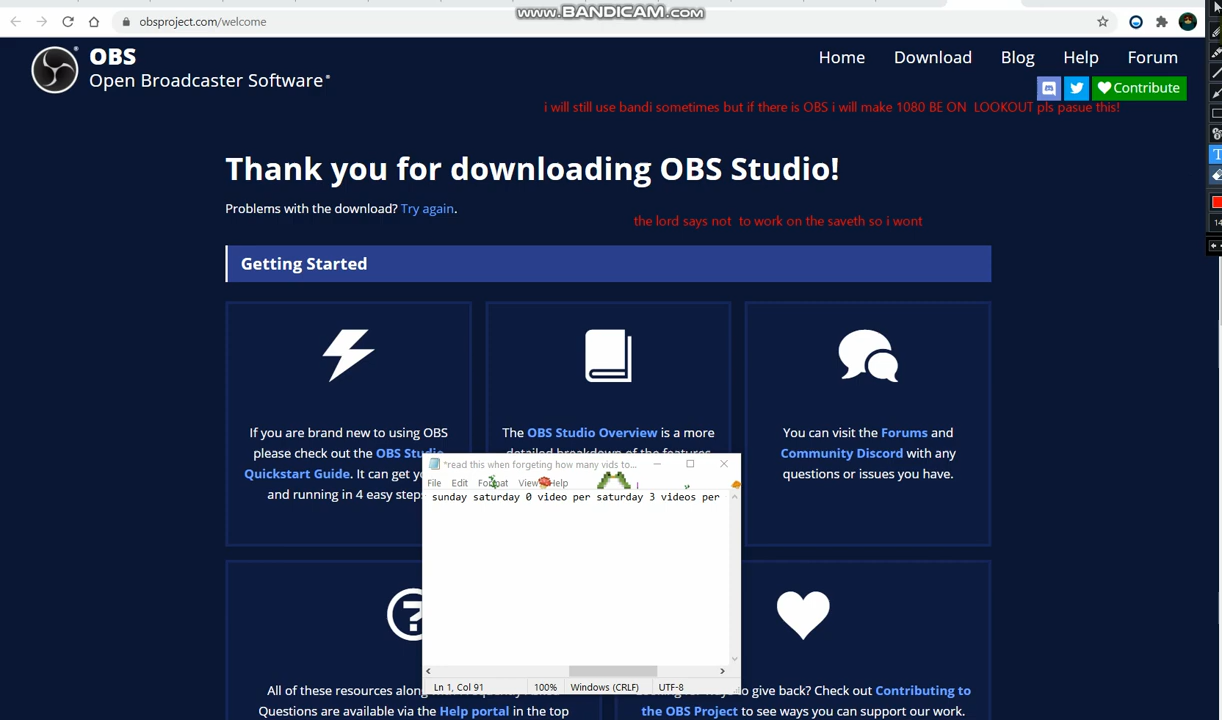 www.BANDICAM.com
obsproject.com/welcome
OBS
Open Broadcaster Software
Home Download Blog Help Forum
Contribute
i will still use bandi sometimes but if there is OBS i will make 1080 BE ON LOOKOUT pls pasue this!
Thank you for downloading OBS Studio!
Problems with the download? Try again.
the lord says not to work on the saveth so i wont
Getting Started
If you are brand new to using OBS
please check out the OBS Studio
Quickstart Guide. It can get
and running in 4 easy steps
The OBS Studio Overview is a more
detailed breakdown of the features
You can visit the Forums and
Community Discord with any
questions or issues you have.
*read this when forgeting how many vids to...
File Edit Format View Help
sunday saturday 0 video per saturday 3 videos per
Ln 1, Col 91 100% Windows (CRLF) UTF-8
All of these resources along
Questions are available via the Help portal in the top
to give back? Check out Contributing to
the OBS Project to see ways you can support our work.